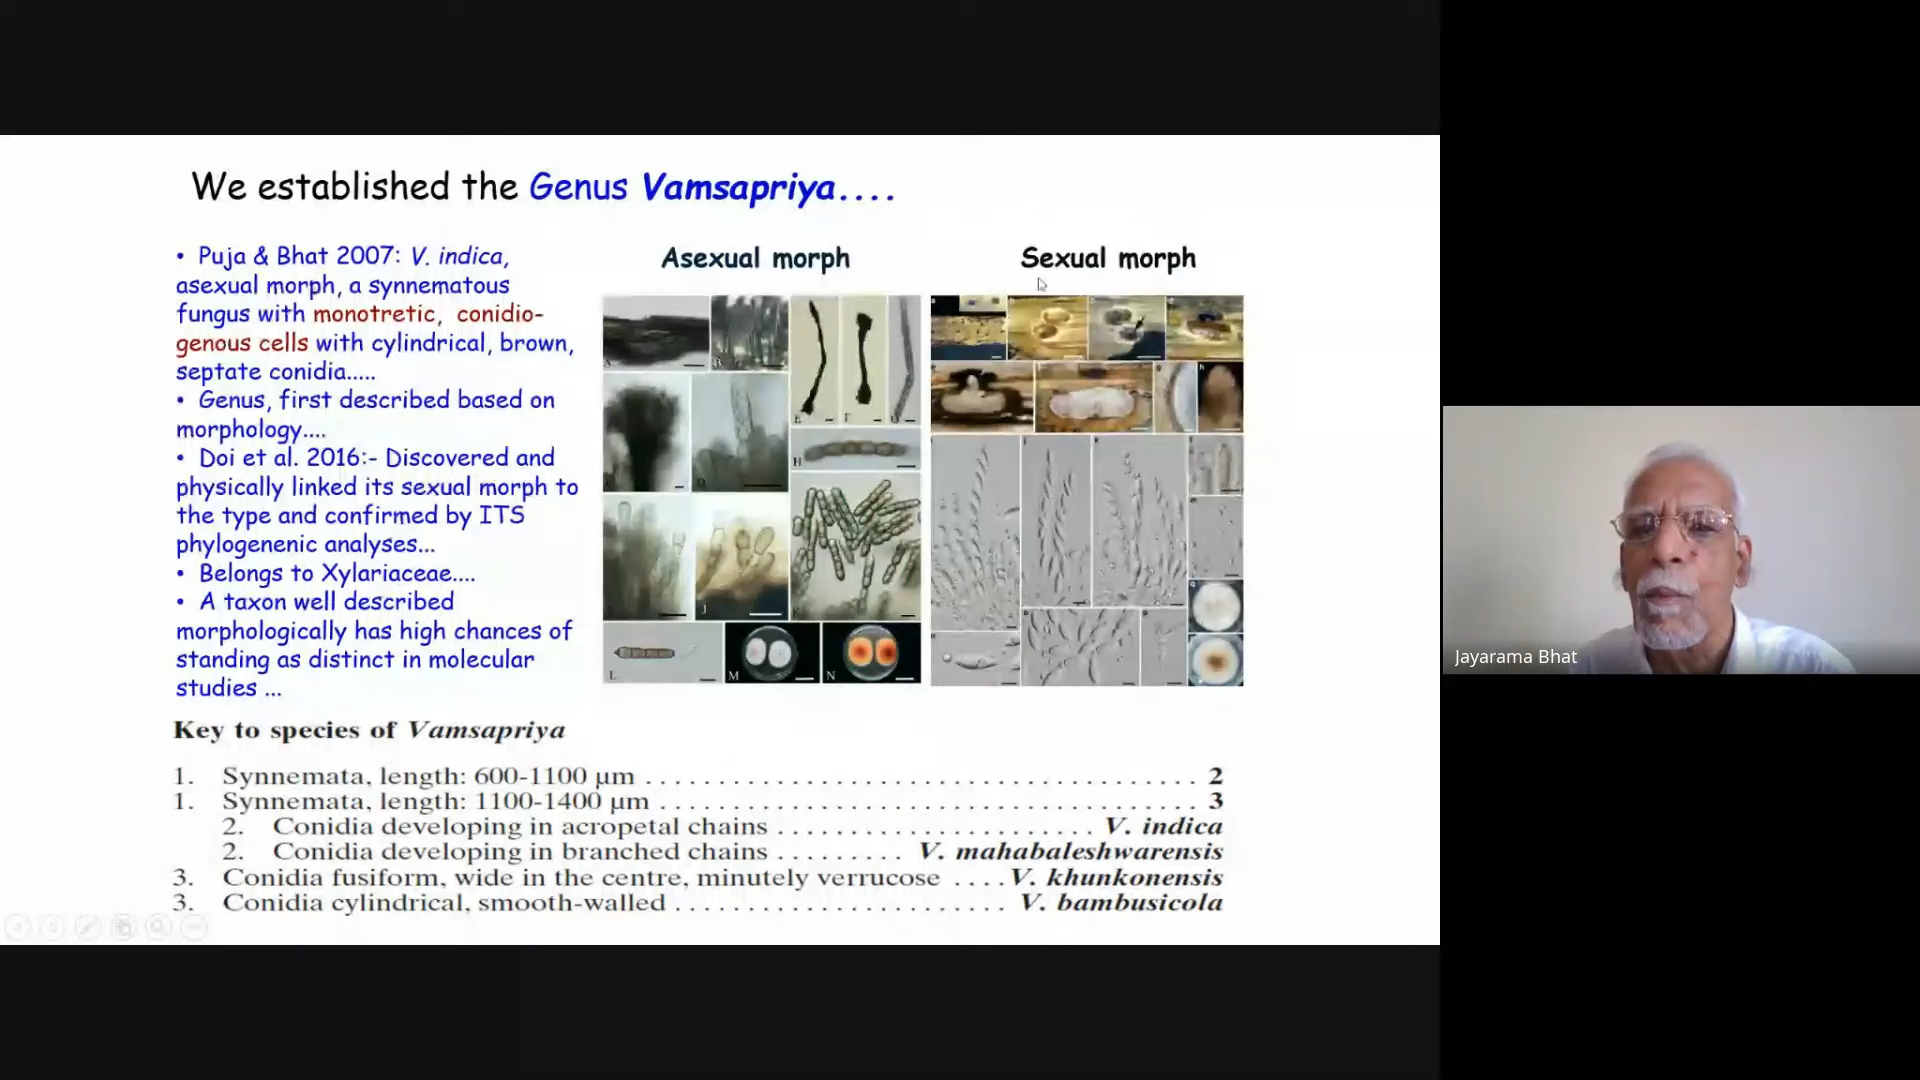 We established the Genus Vamsapriya....
• Puja & Bhat 2007: V. indica,
asexual morph, a synnematous
fungus with monotretic, conidio-
genous cells with cylindrical, brown,
septate conidia.....
• Genus, first described based on
morphology....
• Doi et al. 2016:- Discovered and
physically linked its sexual morph to
the type and confirmed by ITS
phylogenenic analyses...
• Belongs to Xylariaceae....
• A taxon well described
morphologically has high chances of
standing as distinct in molecular
studies ...
Asexual morph
Sexual morph
Key to species of Vamsapriya
1. Synnemata, length: 600-1100 μm ........................................ 2
1. Synnemata, length: 1100-1400 μm ....................................... 3
2. Conidia developing in acropetal chains ...................... V. indica
2. Conidia developing in branched chains ......... V. mahabaleshwarensis
3. Conidia fusiform, wide in the centre, minutely verrucose ....V. khunkonensis
3. Conidia cylindrical, smooth-walled ....................... V. bambusicola
Jayarama Bhat